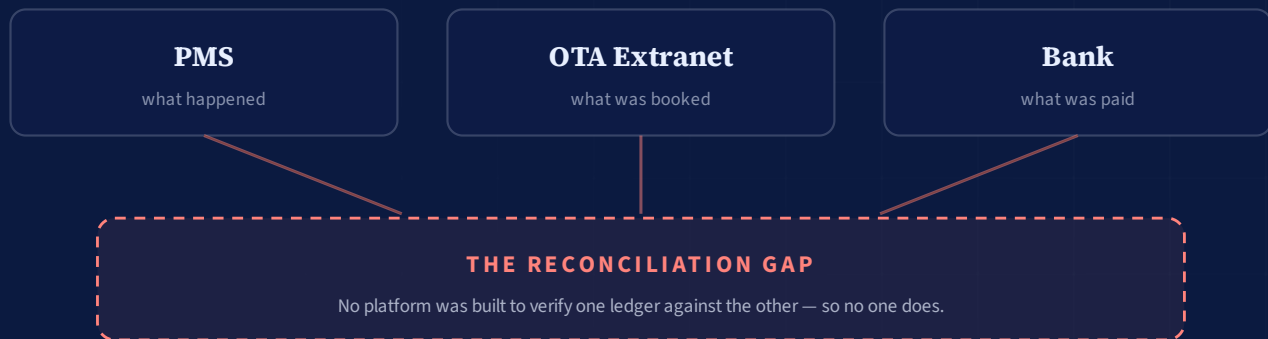 PMS
what happened
OTA Extranet
what was booked
Bank
what was paid
THE RECONCILIATION GAP
No platform was built to verify one ledger against the other — so no one does.